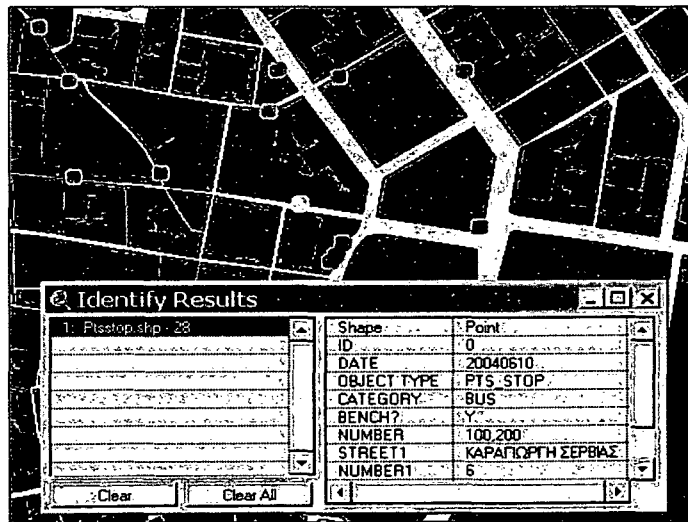 Identify Results
1: Ptsstop.shp - 28
Shape Point
ID 0
DATE 20040610
OBJECT TYPE PTS_STOP
CATEGORY BUS
BENCH? Y
NUMBER 100,200
STREET1 ΚΑΡΑΓΙΩΡΓΗ ΣΕΡΒΙΑΣ
NUMBER1 6
Clear Clear All